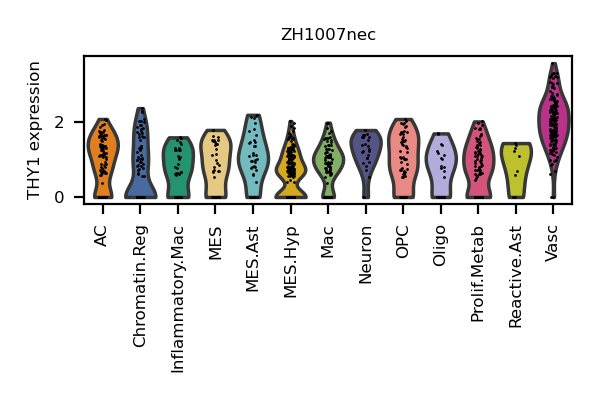 ZH1007nec
THY1 expression
2
0
AC
Chromatin.Reg
Inflammatory.Mac
MES
MES.Ast
MES.Hyp
Mac
Neuron
OPC
Oligo
Prolif.Metab
Reactive.Ast
Vasc